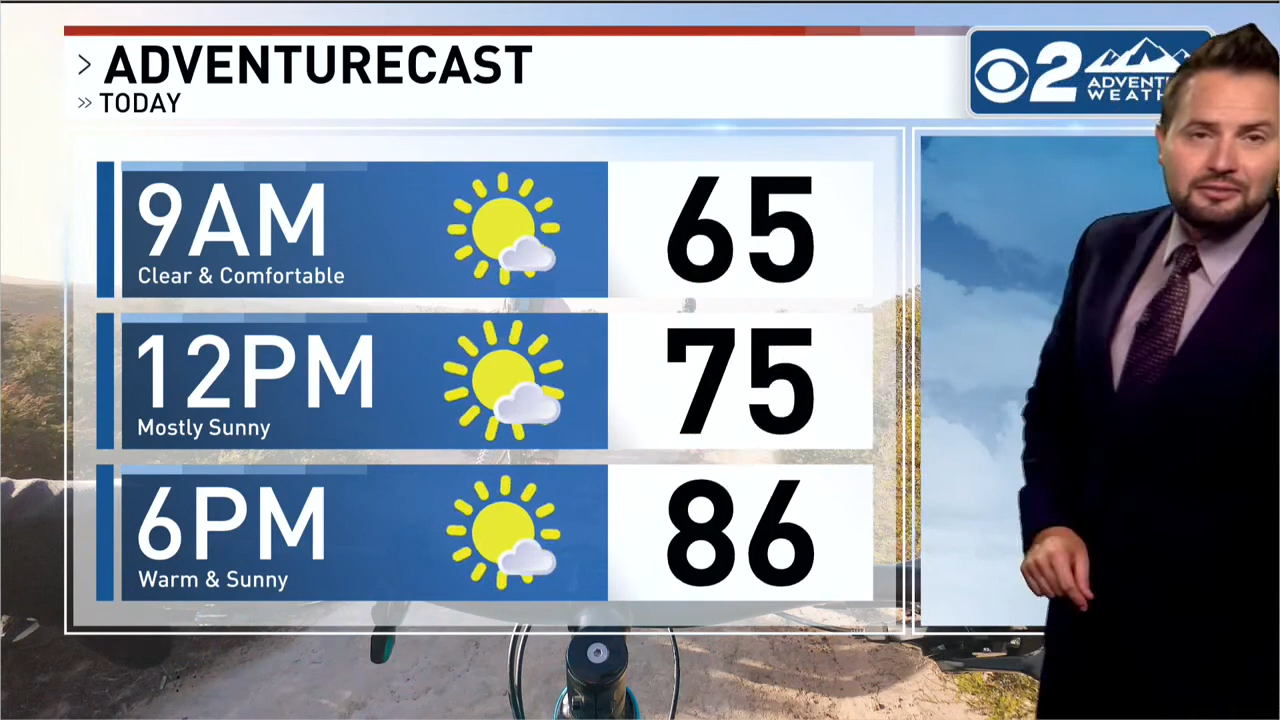 > ADVENTURECAST
» TODAY
2
9AM
Clear & Comfortable
65
12PM
Mostly Sunny
75
6PM
Warm & Sunny
86